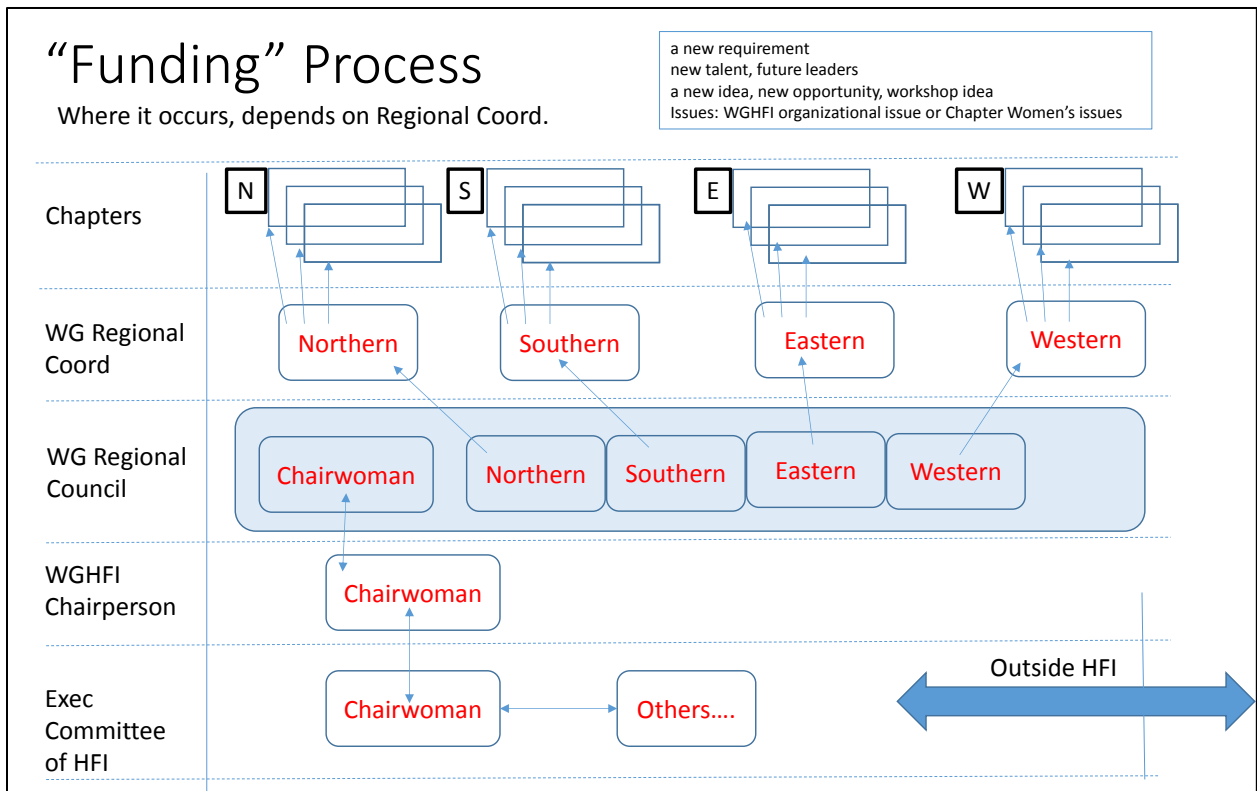 “Funding” Process
Where it occurs, depends on Regional Coord.
a new requirement
new talent, future leaders
a new idea, new opportunity, workshop idea
Issues: WGHFI organizational issue or Chapter Women’s issues
Chapters
N
S
E
W
WG Regional
Coord
Northern
Southern
Eastern
Western
WG Regional
Council
Chairwoman
Northern
Southern
Eastern
Western
WGHFI
Chairperson
Chairwoman
Exec
Committee
of HFI
Chairwoman
Others....
Outside HFI